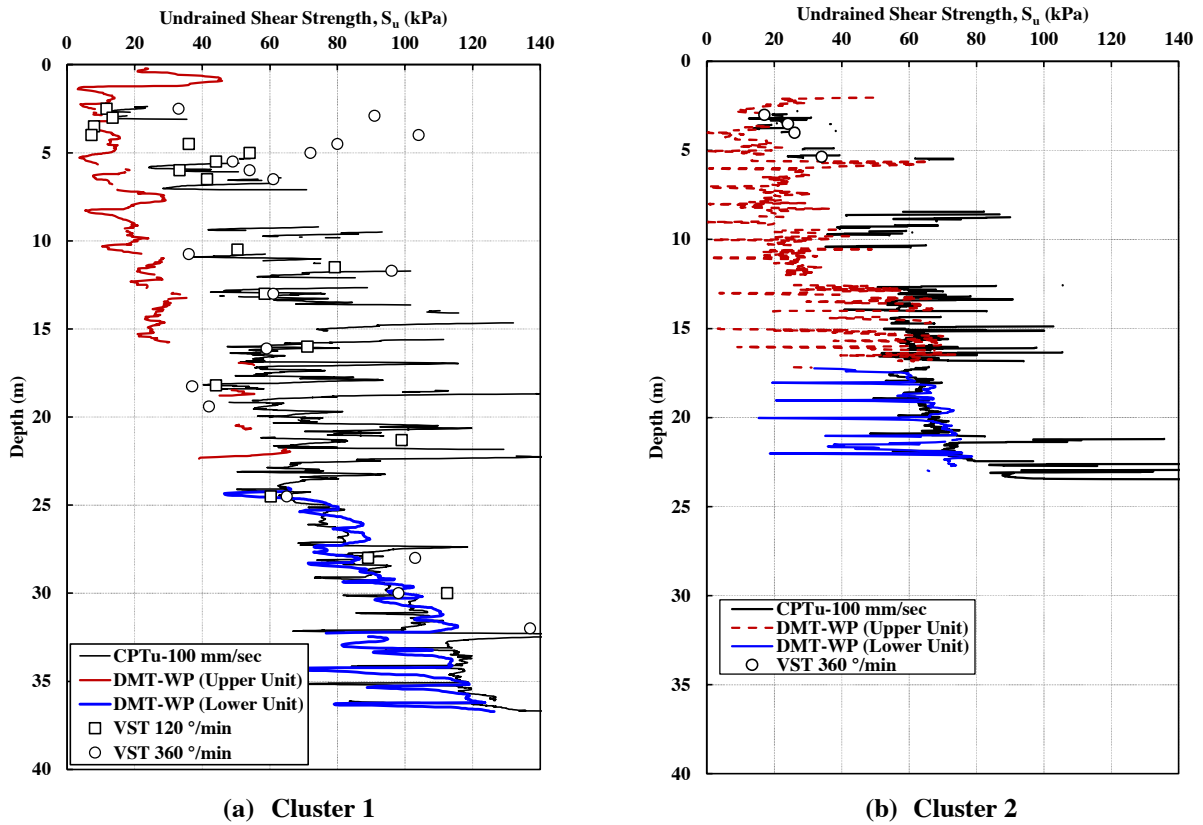 Undrained Shear Strength, Su (kPa)
0 20 40 60 80 100 120 140
0
5
10
15
20
25
30
35
40
Depth (m)
CPTu-100 mm/sec
DMT-WP (Upper Unit)
DMT-WP (Lower Unit)
VST 120 °/min
VST 360 °/min
(a) Cluster 1
Undrained Shear Strength, Su (kPa)
0 20 40 60 80 100 120 140
0
5
10
15
20
25
30
35
40
Depth (m)
CPTu-100 mm/sec
DMT-WP (Upper Unit)
DMT-WP (Lower Unit)
VST 360 °/min
(b) Cluster 2